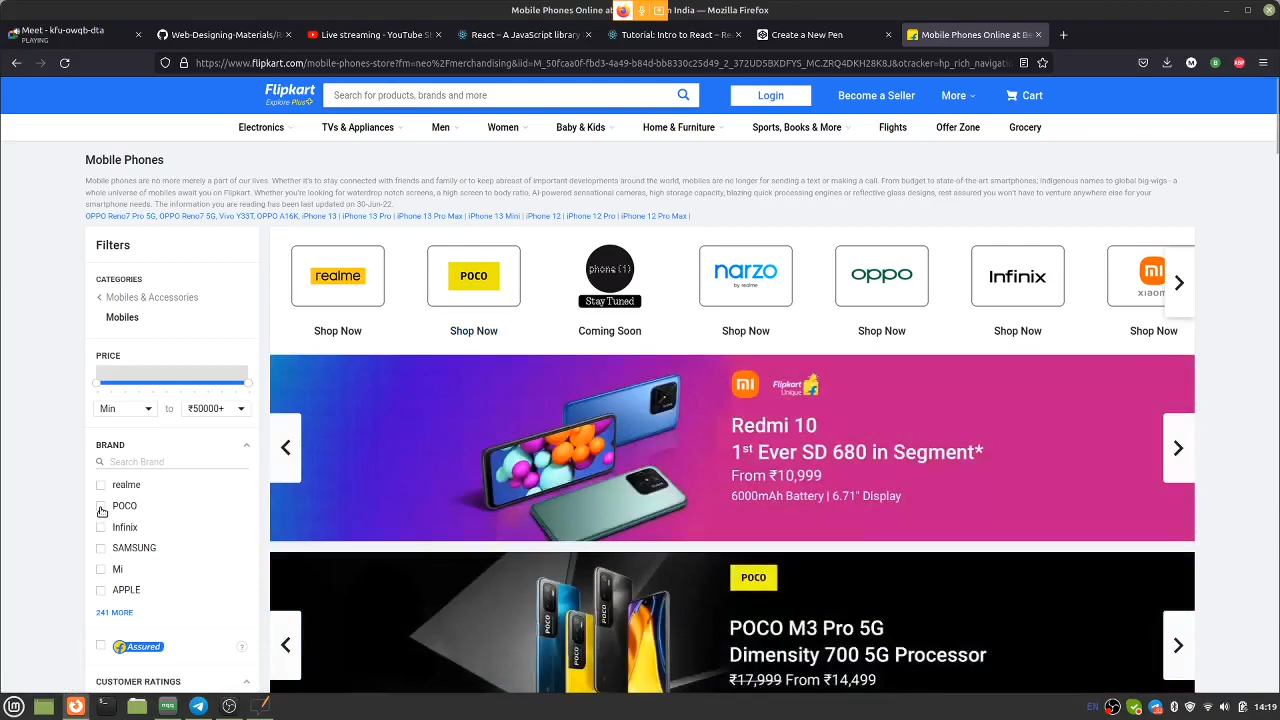 Mobile Phones Online at
n India — Mozilla Firefox
Meet - kfu-owqb-dta
PLAYING
Web-Designing-Materials/R
Live streaming - YouTube St
React – A JavaScript library
Tutorial: Intro to React – Re
Create a New Pen
Mobile Phones Online at Be
https://www.flipkart.com/mobile-phones-store?fm=neo%2Fmerchandising&iid=M_50fcaa0f-fbd3-4a49-b84d-bb8330c25d49_2_372UD5BXDFYS_MC.ZRQ4DKH28K8J&otracker=hp_rich_navigati
Flipkart
Explore Plus
Search for products, brands and more
Login
Become a Seller
More
Cart
Electronics
TVs & Appliances
Men
Women
Baby & Kids
Home & Furniture
Sports, Books & More
Flights
Offer Zone
Grocery
Mobile Phones
Mobile phones are no more merely a part of our lives. Whether it's to stay connected with friends and family or to keep abreast of important developments around the world, mobiles are no longer for sending a text or making a call. From budget to state-of-the-art smartphones; indigenous names to global big-wigs - a
whole universe of mobiles await you on Flipkart. Whether you're looking for waterdrop notch screens, a high screen to body ratio, AI-powered sensational cameras, high storage capacity, blazing quick processing engines or reflective glass designs, rest assured you won't have to venture anywhere else for your
smartphone needs. The information you are reading has been last updated on 30-Jun-22.
OPPO Reno7 Pro 5G, OPPO Reno7 5G, Vivo Y33T, OPPO A16K, iPhone 13 | iPhone 13 Pro | iPhone 13 Pro Max | iPhone 13 Mini | iPhone 12 | iPhone 12 Pro | iPhone 12 Pro Max |
Filters
CATEGORIES
Mobiles & Accessories
Mobiles
PRICE
Min
to
₹50000+
BRAND
Search Brand
realme
POCO
Infinix
SAMSUNG
Mi
APPLE
241 MORE
Assured
?
CUSTOMER RATINGS
realme
Shop Now
POCO
Shop Now
phone (1)
Stay Tuned
Coming Soon
narzo
by realme
Shop Now
oppo
Shop Now
Infinix
Shop Now
mi
xiaom
Shop Now
mi
Flipkart
Unique
Redmi 10
1st Ever SD 680 in Segment*
From ₹10,999
6000mAh Battery | 6.71" Display
POCO
POCO M3 Pro 5G
Dimensity 700 5G Processor
₹17,999 From ₹14,499
nqq
EN
14:19